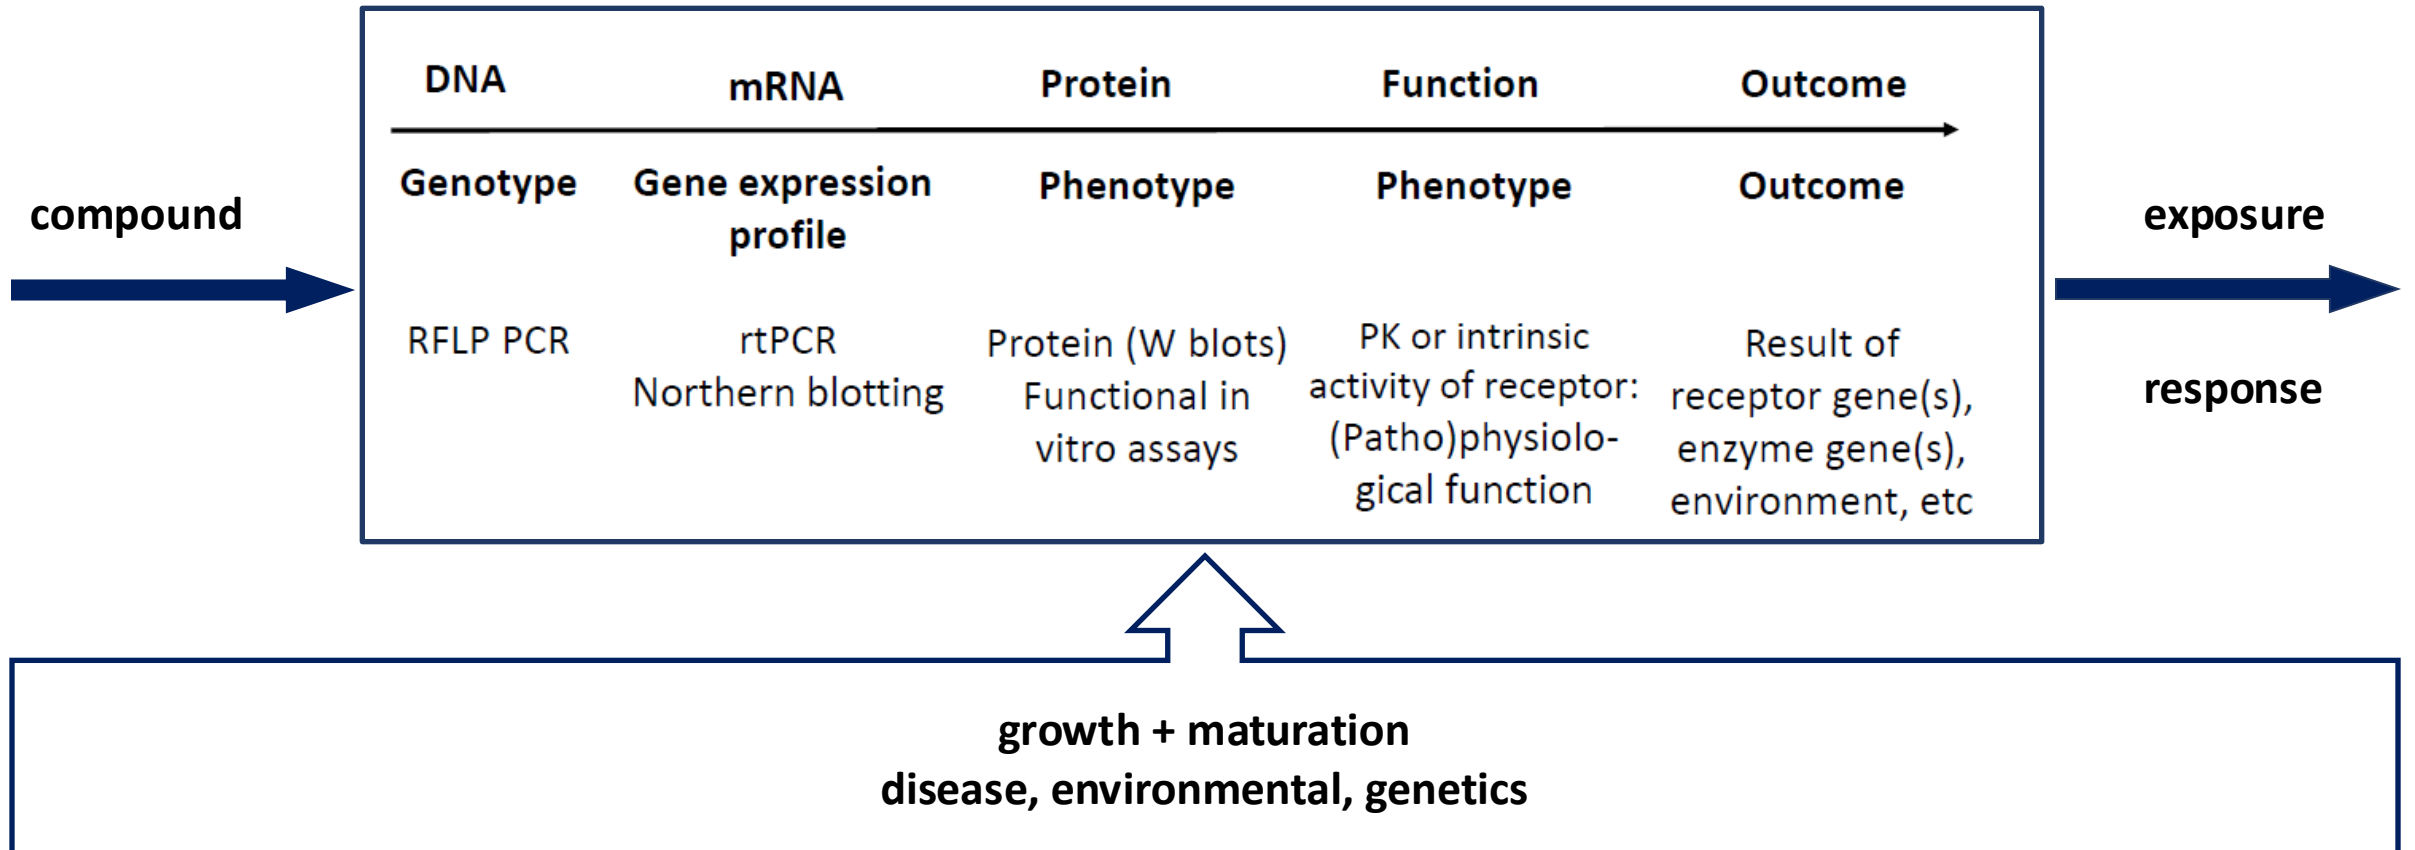 DNA mRNA Protein Function Outcome
Genotype Gene expression profile Phenotype Phenotype Outcome
compound
exposure
response
RFLP PCR
rtPCR
Northern blotting
Protein (W blots)
Functional in
vitro assays
PK or intrinsic
activity of receptor:
(Patho)physiolo-
gical function
Result of
receptor gene(s),
enzyme gene(s),
environment, etc
growth + maturation
disease, environmental, genetics